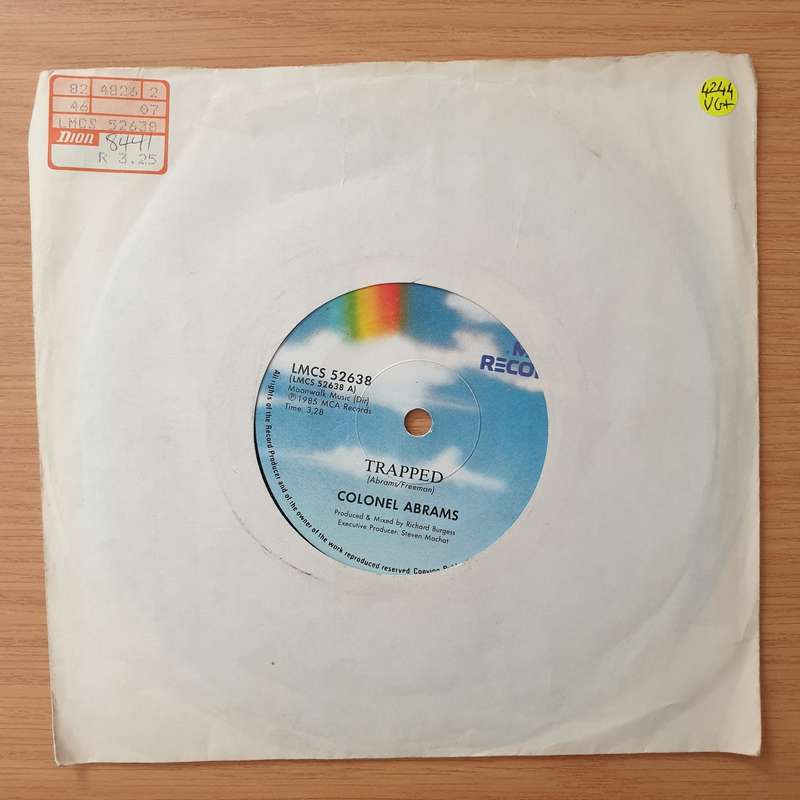 82 4826 2
46 07
LMCS 52638
Dion 8441
R 3.25
4244
VG+
RECO
LMCS 52638
(LMCS 52638 A)
Moonwalk Music (Dir)
℗ 1985 MCA Records
Time: 3,28
TRAPPED
(Abrams/Freeman)
COLONEL ABRAMS
Produced & Mixed by Richard Burgess
Executive Producer: Steven Machat
All rights of the Record Producer and of the owner of the work reproduced reserved. Copying